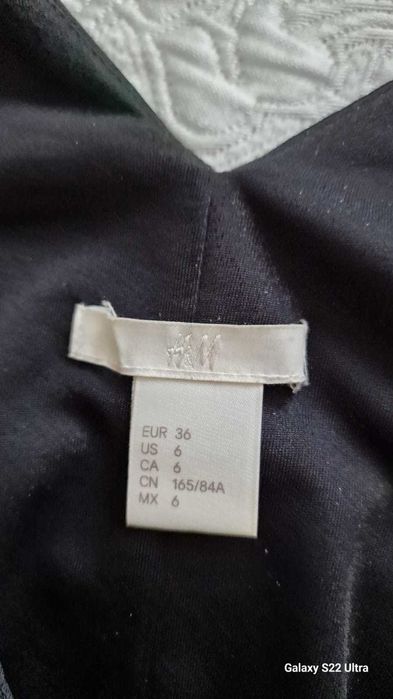 H&M
EUR 36
US 6
CA 6
CN 165/84A
MX 6
Galaxy S22 Ultra